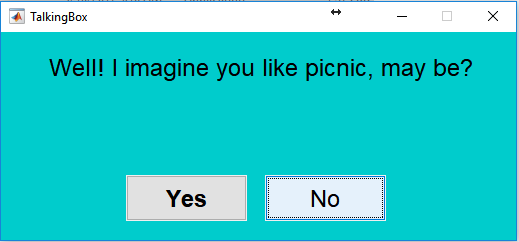 TalkingBox
Well! I imagine you like picnic, may be?
Yes
No